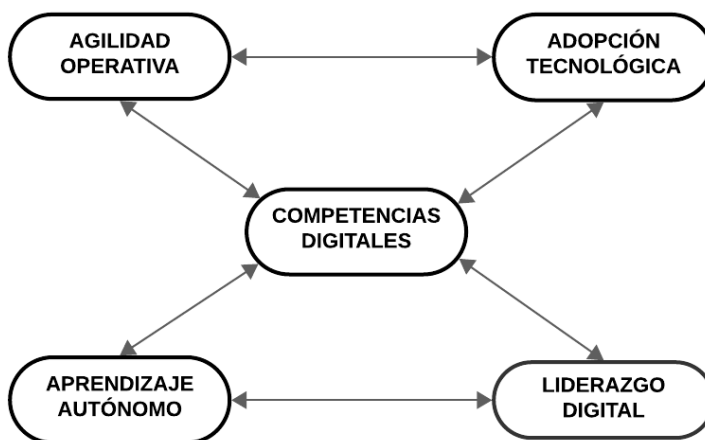 AGILIDAD
OPERATIVA
ADOPCIÓN
TECNOLÓGICA
COMPETENCIAS
DIGITALES
APRENDIZAJE
AUTÓNOMO
LIDERAZGO
DIGITAL